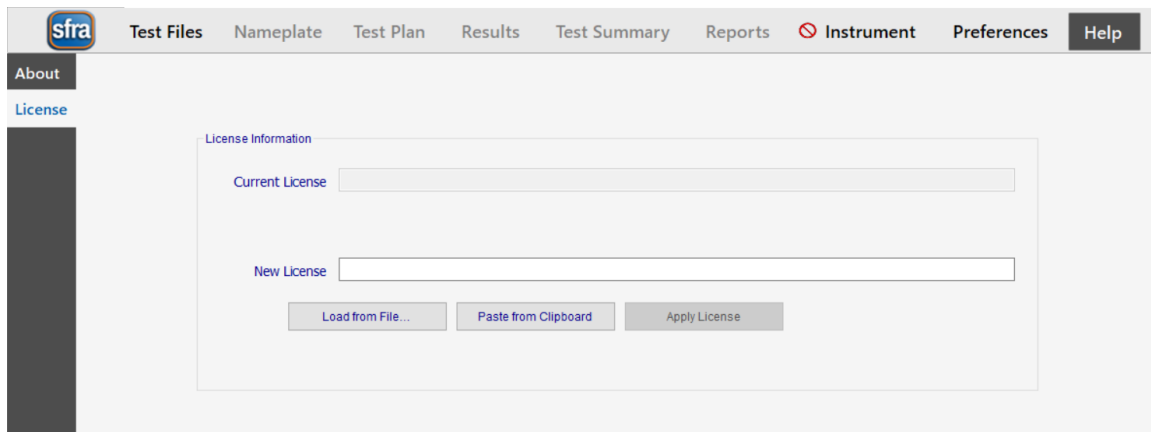 sfra Test Files Nameplate Test Plan Results Test Summary Reports Instrument Preferences Help
About
License
License Information
Current License
New License
Load from File... Paste from Clipboard Apply License